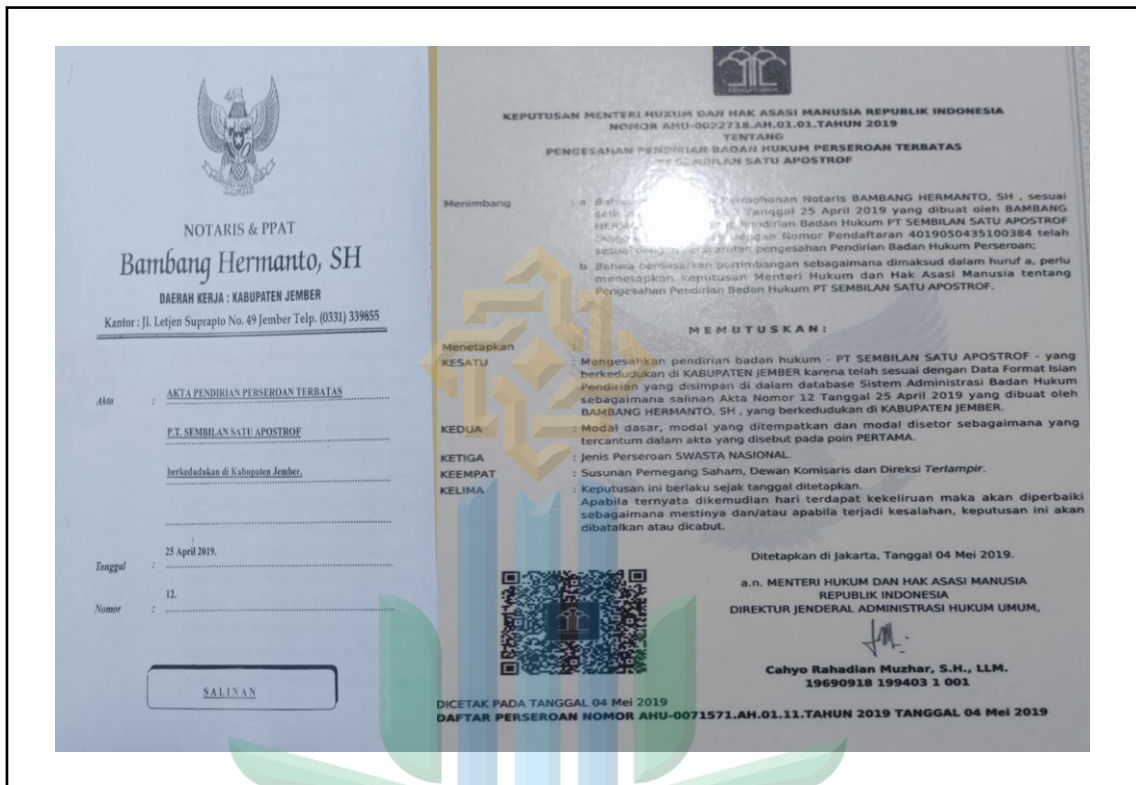 NOTARIS & PPAT
Bambang Hermanto, SH
DAERAH KERJA : KABUPATEN JEMBER
Kantor : Jl. Letjen Suprapto No. 49 Jember Telp. (0331) 339855
Akta : AKTA PENDIRIAN PERSEROAN TERBATAS
P.T. SEMBILAN SATU APOSTROF
berkedudukan di Kabupaten Jember,
25 April 2019.
Tanggal :
12.
Nomor :
SALINAN
PENGAYOMAN
KEPUTUSAN MENTERI HUKUM DAN HAK ASASI MANUSIA REPUBLIK INDONESIA
NOMOR AHU-0022718.AH.01.01.TAHUN 2019
TENTANG
PENGESAHAN PENDIRIAN BADAN HUKUM PERSEROAN TERBATAS
SEMBILAN SATU APOSTROF
Menimbang : a Bahwa Permohonan Notaris BAMBANG HERMANTO, SH , sesuai
Tanggal 25 April 2019 yang dibuat oleh BAMBANG
Pendirian Badan Hukum PT SEMBILAN SATU APOSTROF
dengan Nomor Pendaftaran 4019050435100384 telah
sesuai pengesahan Pendirian Badan Hukum Perseroan;
b Bahwa berdasarkan pertimbangan sebagaimana dimaksud dalam huruf a, perlu
menetapkan keputusan Menteri Hukum dan Hak Asasi Manusia tentang
Pengesahan Pendirian Badan Hukum PT SEMBILAN SATU APOSTROF.
M E M U T U S K A N :
Menetapkan :
KESATU : Mengesahkan pendirian badan hukum - PT SEMBILAN SATU APOSTROF - yang
berkedudukan di KABUPATEN JEMBER karena telah sesuai dengan Data Format Isian
Pendirian yang disimpan di dalam database Sistem Administrasi Badan Hukum
sebagaimana salinan Akta Nomor 12 Tanggal 25 April 2019 yang dibuat oleh
BAMBANG HERMANTO, SH , yang berkedudukan di KABUPATEN JEMBER.
KEDUA : Modal dasar, modal yang ditempatkan dan modal disetor sebagaimana yang
tercantum dalam akta yang disebut pada poin PERTAMA.
KETIGA : Jenis Perseroan SWASTA NASIONAL.
KEEMPAT : Susunan Pemegang Saham, Dewan Komisaris dan Direksi Terlampir.
KELIMA : Keputusan ini berlaku sejak tanggal ditetapkan.
Apabila ternyata dikemudian hari terdapat kekeliruan maka akan diperbaiki
sebagaimana mestinya dan/atau apabila terjadi kesalahan, keputusan ini akan
dibatalkan atau dicabut.
Ditetapkan di Jakarta, Tanggal 04 Mei 2019.
a.n. MENTERI HUKUM DAN HAK ASASI MANUSIA
REPUBLIK INDONESIA
DIREKTUR JENDERAL ADMINISTRASI HUKUM UMUM,
Cahyo Rahadian Muzhar, S.H., LLM.
19690918 199403 1 001
DICETAK PADA TANGGAL 04 Mei 2019
DAFTAR PERSEROAN NOMOR AHU-0071571.AH.01.11.TAHUN 2019 TANGGAL 04 Mei 2019